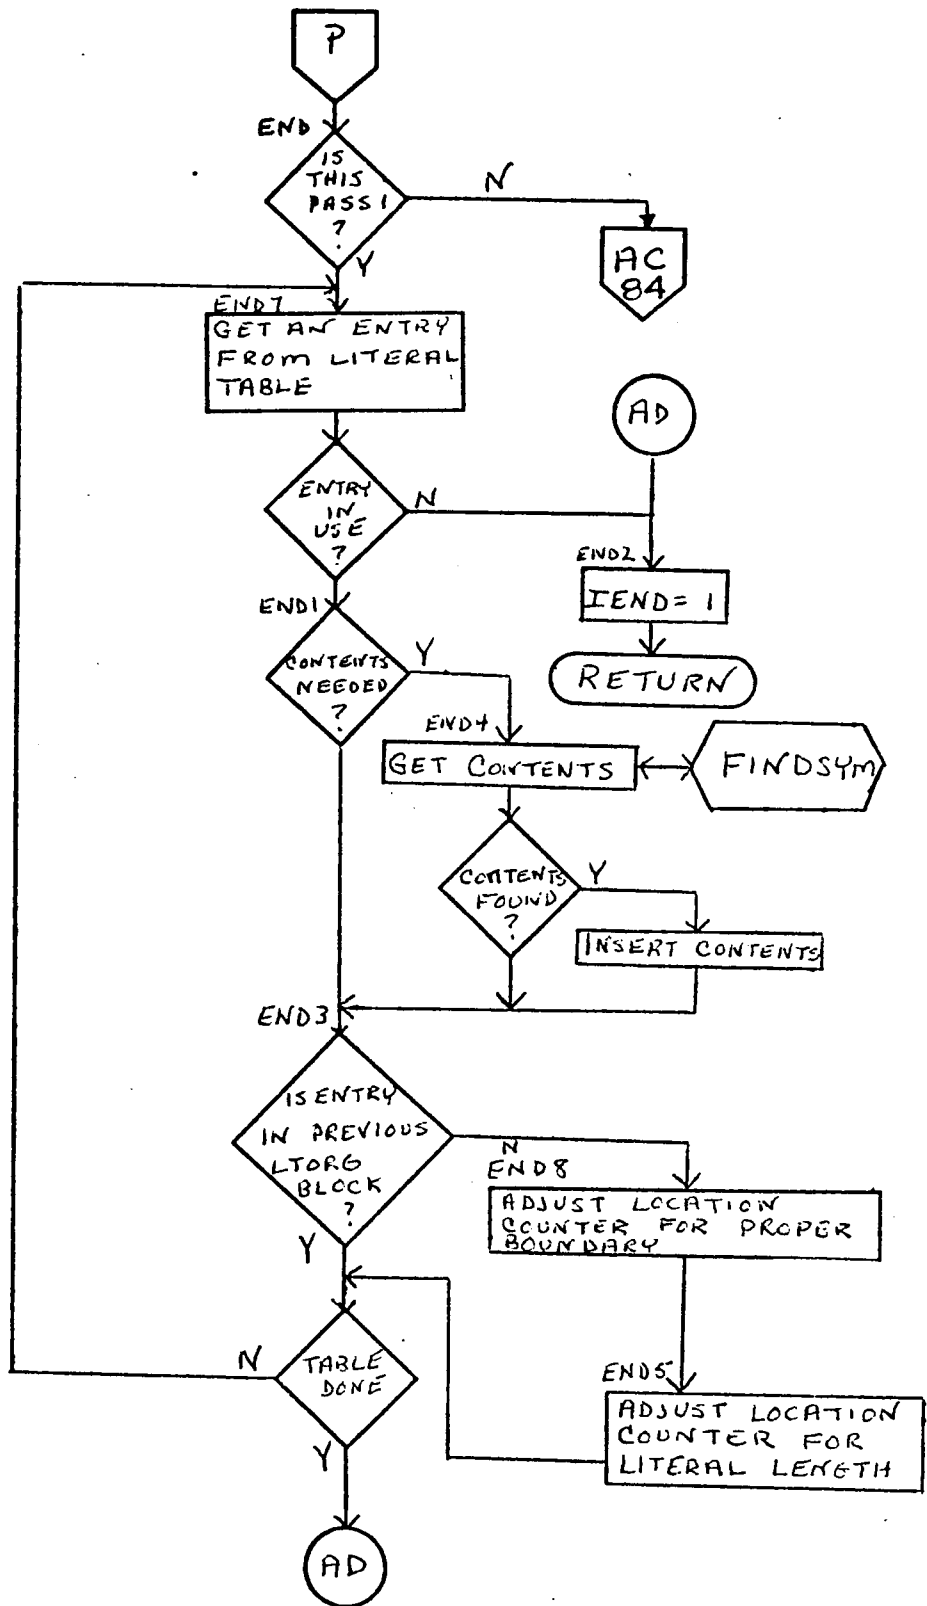 P
END
IS
THIS
PASS 1
?
N
Y
AC
84
END7
GET AN ENTRY
FROM LITERAL
TABLE
AD
ENTRY
IN
USE
?
N
END2
IEND = 1
RETURN
END1
CONTENTS
NEEDED
?
Y
END4
GET CONTENTS
FINDSYM
CONTENTS
FOUND
?
Y
INSERT CONTENTS
END3
IS ENTRY
IN PREVIOUS
LTORG
BLOCK
?
N
END8
ADJUST LOCATION
COUNTER FOR PROPER
BOUNDARY
Y
TABLE
DONE
N
Y
END5
ADJUST LOCATION
COUNTER FOR
LITERAL LENGTH
AD